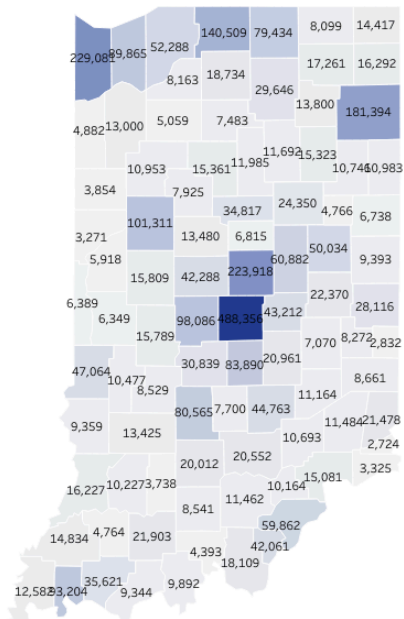 140,509 79,434 8,099 14,417
229,081 89,865 52,288
17,261 16,292
8,163 18,734
29,646
13,800 181,394
4,882 13,000 5,059 7,483
11,692 15,323
10,953 15,361 11,985 10,746 10,983
3,854 7,925
34,817 24,350 4,766 6,738
101,311
3,271 13,480 6,815
5,918 50,034 9,393
60,882
15,809 42,288 223,918
22,370
6,389 28,116
6,349 98,086 488,356 43,212
15,789 7,070 8,272 2,832
47,064 30,839 83,890 20,961
10,477 8,529 8,661
11,164
80,565 7,700 44,763
9,359 11,484 21,478
13,425 10,693 2,724
20,012 20,552
3,325
16,227 10,227 3,738 10,164 15,081
8,541 11,462
59,862
14,834 4,764 21,903
42,061
4,393 18,109
12,582 93,204 35,621 9,344 9,892